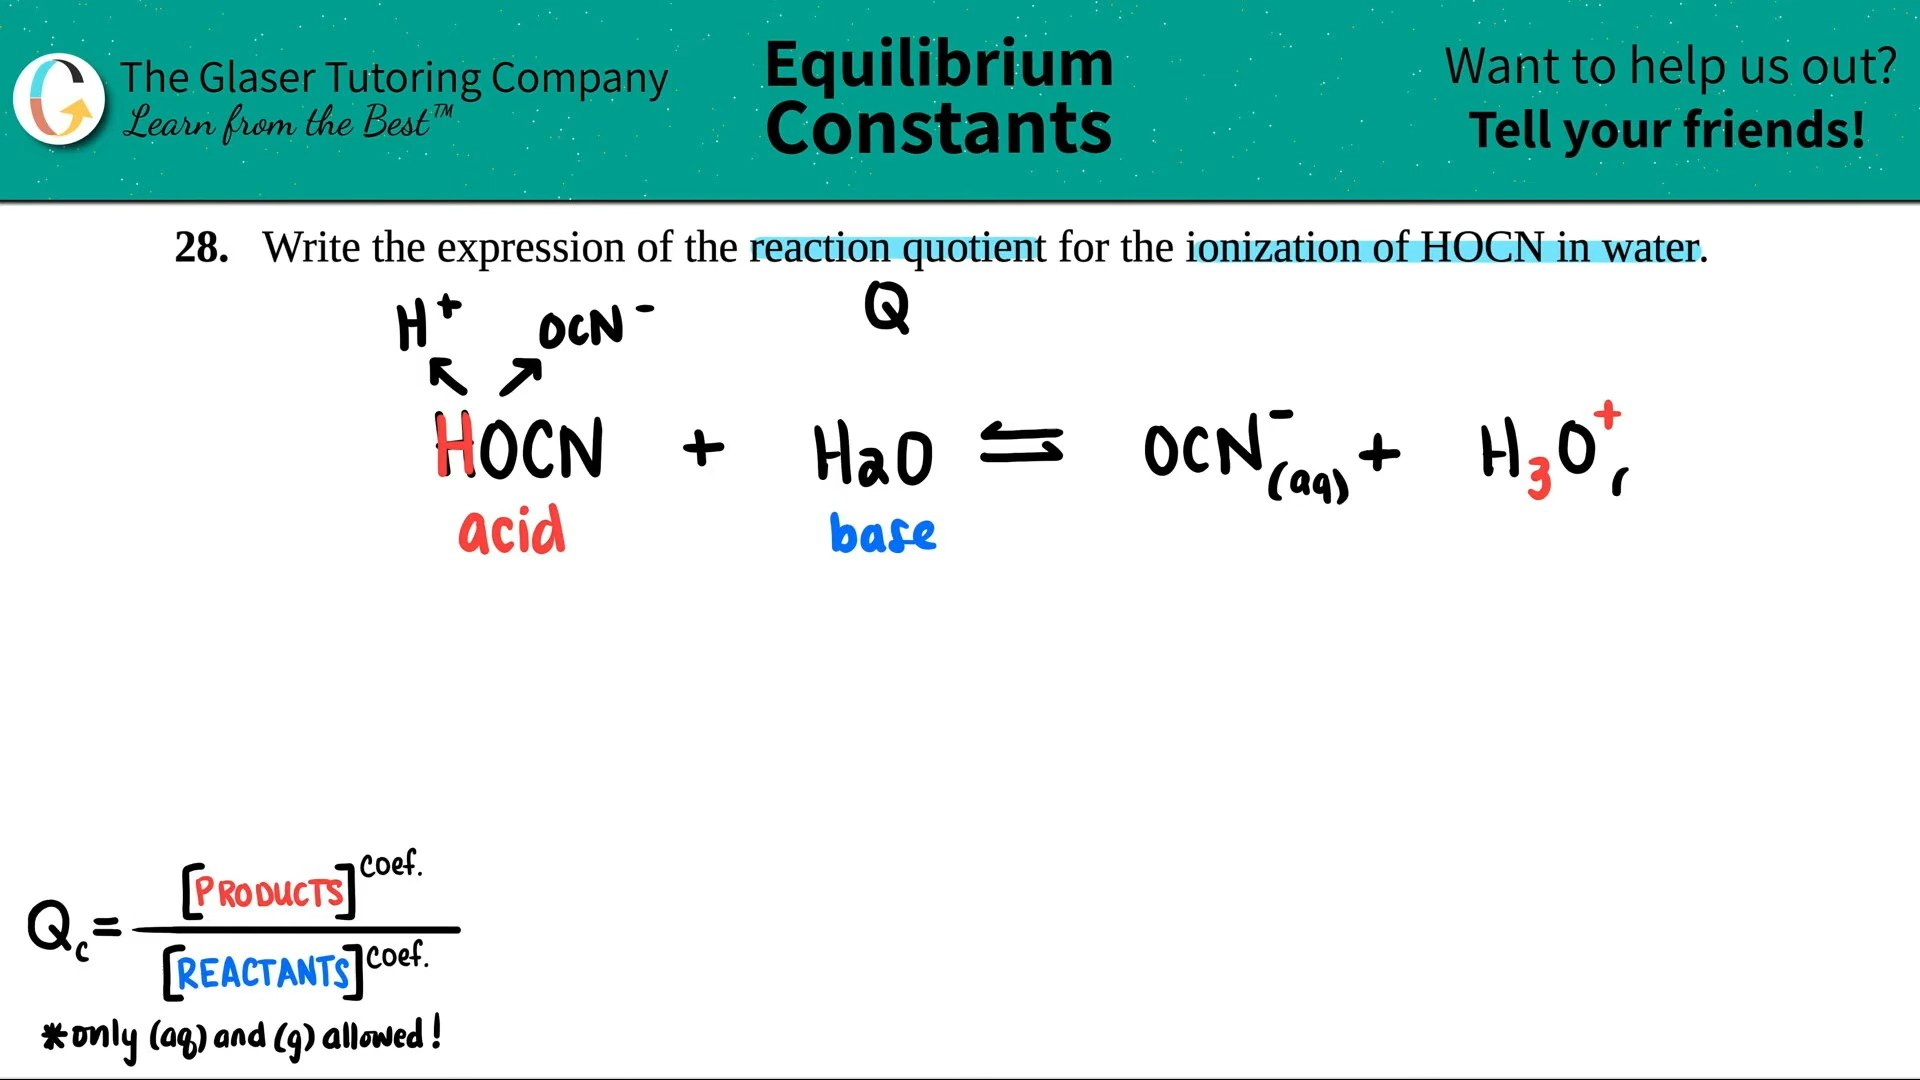 The Glaser Tutoring Company
Learn from the Best™
Equilibrium
Constants
Want to help us out?
Tell your friends!
28. Write the expression of the reaction quotient for the ionization of HOCN in water.
H⁺ OCN⁻ Q
HOCN + H₂O ⇌ OCN⁻(aq) + H₃O⁺(
acid base
Qc = [PRODUCTS]coef.
[REACTANTS]coef.
*only (aq) and (g) allowed!